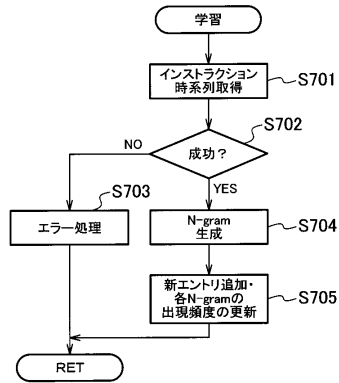 学習
インストラクション
時系列取得
S701
S702
成功?
NO
YES
S703
エラー処理
N-gram
生成
S704
新エントリ追加・
各N-gramの
出現頻度の更新
S705
RET